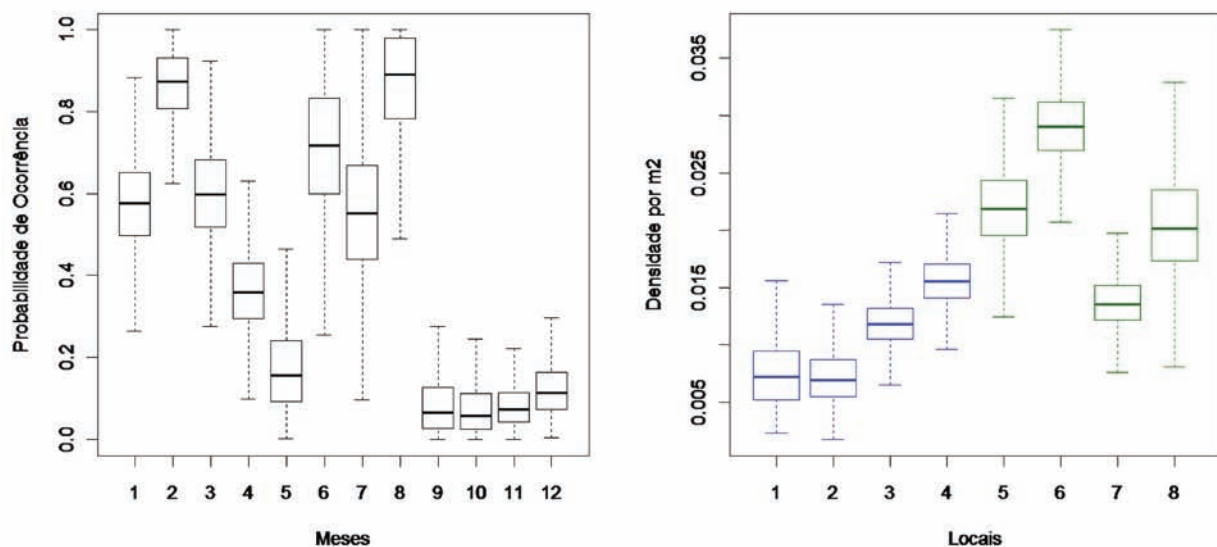 Probabilidade de Ocorrência
1.0
0.8
0.6
0.4
0.2
0.0
1 2 3 4 5 6 7 8 9 10 11 12
Meses
Densidade por m2
0.035
0.025
0.015
0.005
1 2 3 4 5 6 7 8
Locais